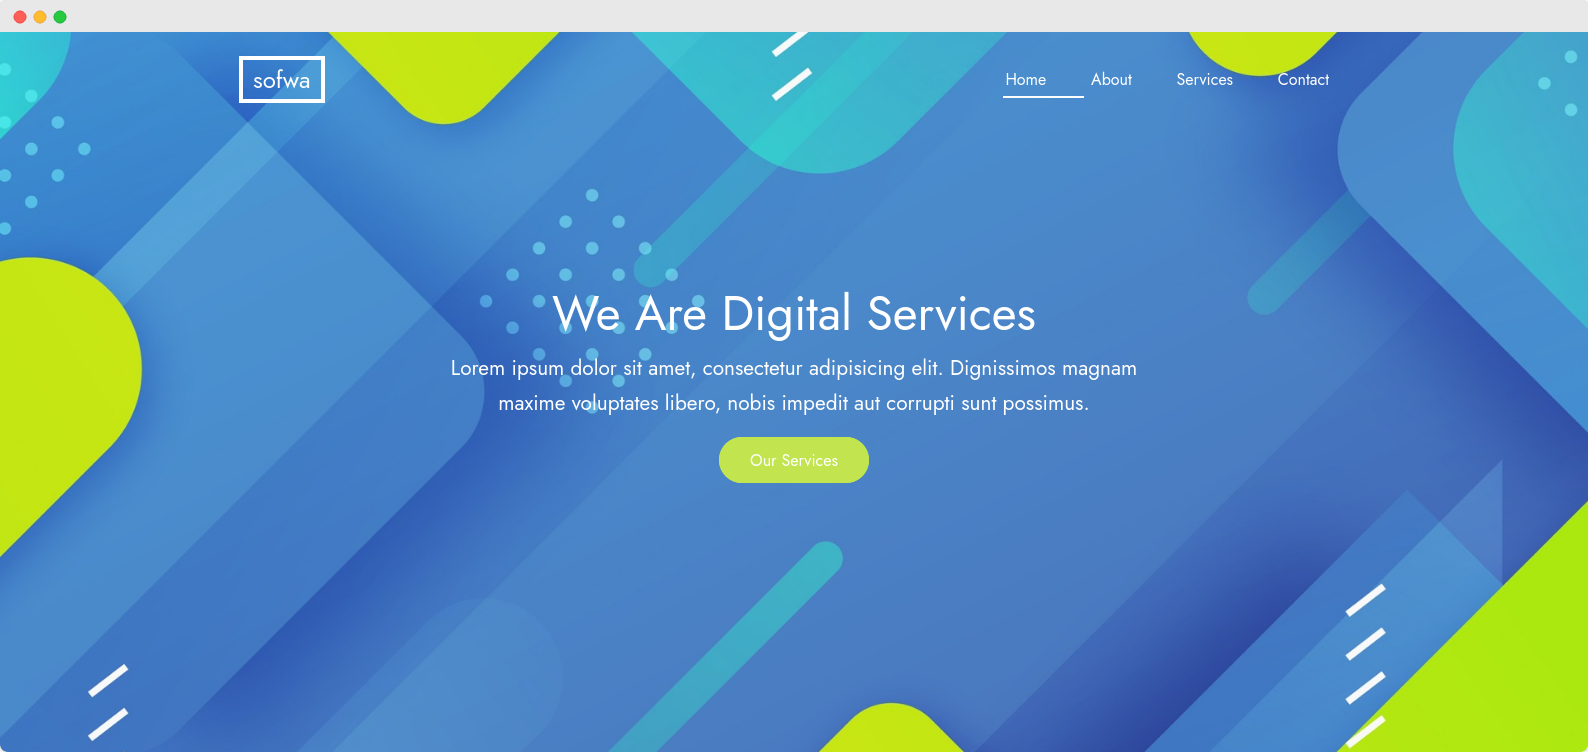 sofwa
Home About Services Contact
We Are Digital Services
Lorem ipsum dolor sit amet, consectetur adipisicing elit. Dignissimos magnam
maxime voluptates libero, nobis impedit aut corrupti sunt possimus.
Our Services